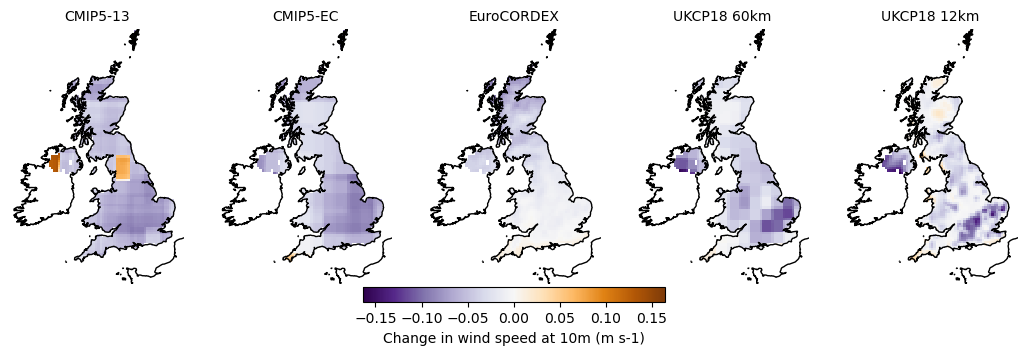 CMIP5-13 CMIP5-EC EuroCORDEX UKCP18 60km UKCP18 12km
−0.15 −0.10 −0.05 0.00 0.05 0.10 0.15
Change in wind speed at 10m (m s-1)